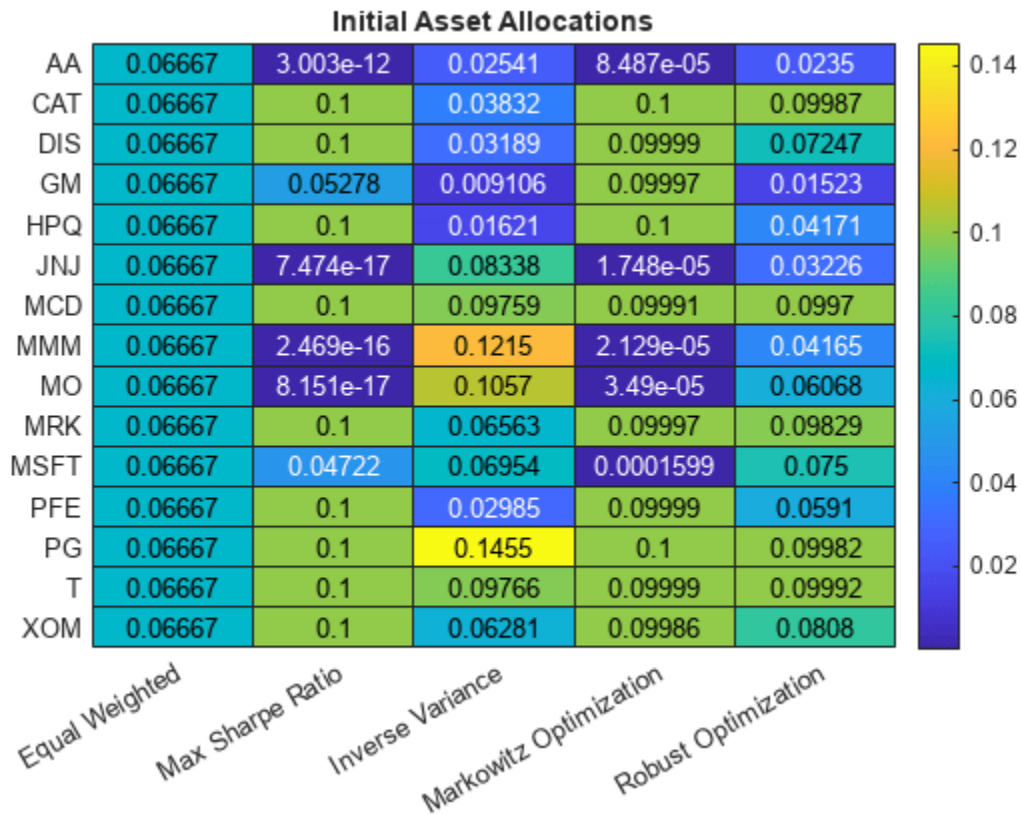 Initial Asset Allocations
AA 0.06667 3.003e-12 0.02541 8.487e-05 0.0235
CAT 0.06667 0.1 0.03832 0.1 0.09987
DIS 0.06667 0.1 0.03189 0.09999 0.07247
GM 0.06667 0.05278 0.009106 0.09997 0.01523
HPQ 0.06667 0.1 0.01621 0.1 0.04171
JNJ 0.06667 7.474e-17 0.08338 1.748e-05 0.03226
MCD 0.06667 0.1 0.09759 0.09991 0.0997
MMM 0.06667 2.469e-16 0.1215 2.129e-05 0.04165
MO 0.06667 8.151e-17 0.1057 3.49e-05 0.06068
MRK 0.06667 0.1 0.06563 0.09997 0.09829
MSFT 0.06667 0.04722 0.06954 0.0001599 0.075
PFE 0.06667 0.1 0.02985 0.09999 0.0591
PG 0.06667 0.1 0.1455 0.1 0.09982
T 0.06667 0.1 0.09766 0.09999 0.09992
XOM 0.06667 0.1 0.06281 0.09986 0.0808
Equal Weighted
Max Sharpe Ratio
Inverse Variance
Markowitz Optimization
Robust Optimization
0.14
0.12
0.1
0.08
0.06
0.04
0.02